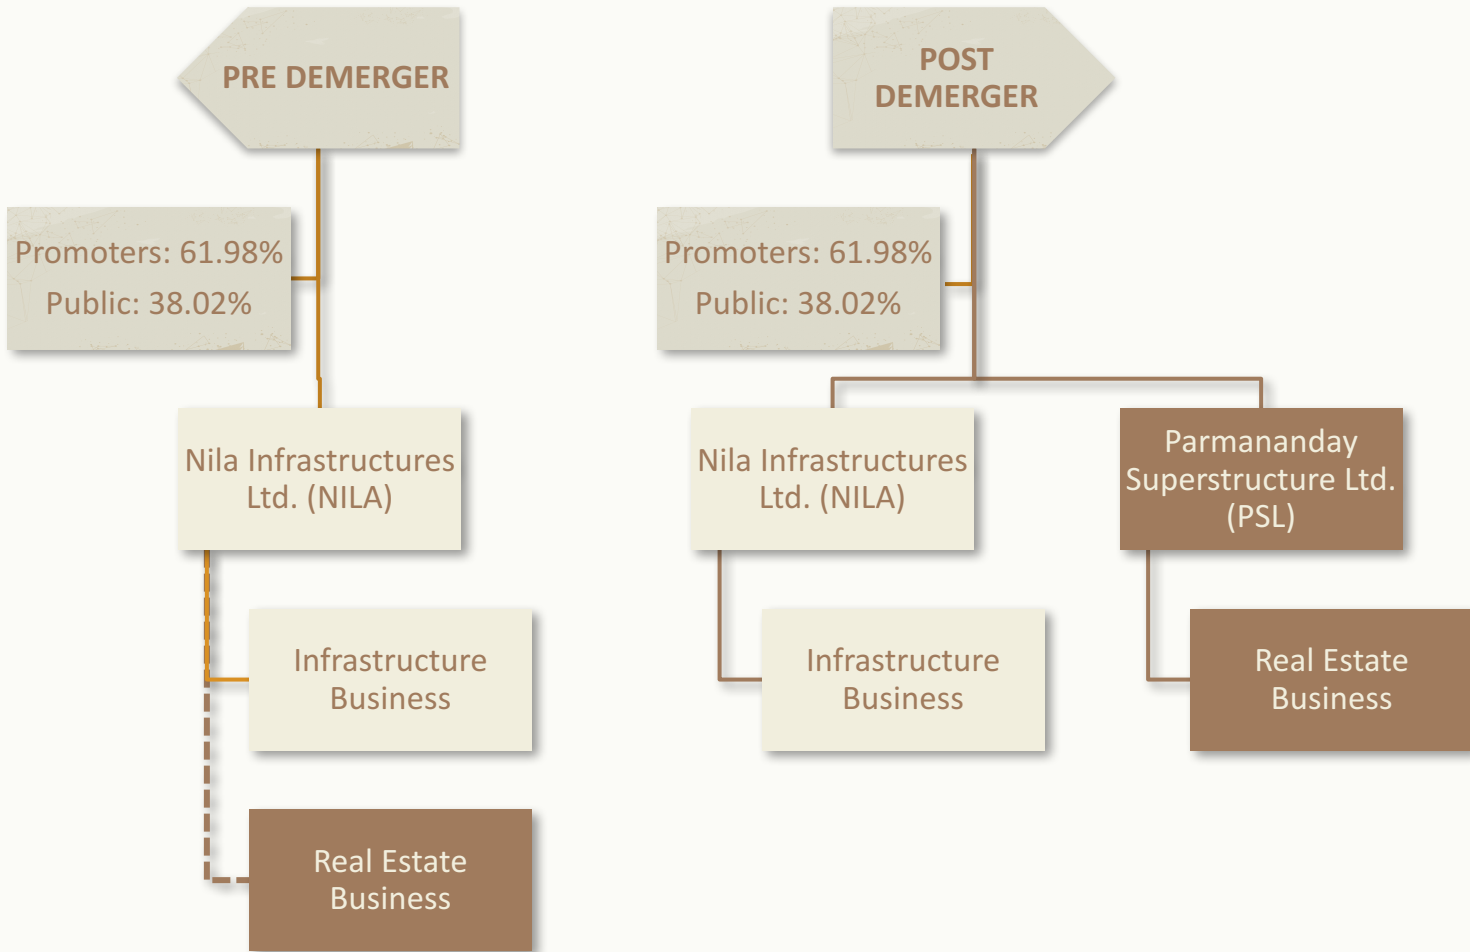 PRE DEMERGER
Promoters: 61.98%
Public: 38.02%
Nila Infrastructures
Ltd. (NILA)
Infrastructure
Business
Real Estate
Business
POST
DEMERGER
Promoters: 61.98%
Public: 38.02%
Nila Infrastructures
Ltd. (NILA)
Infrastructure
Business
Parmananday
Superstructure Ltd.
(PSL)
Real Estate
Business